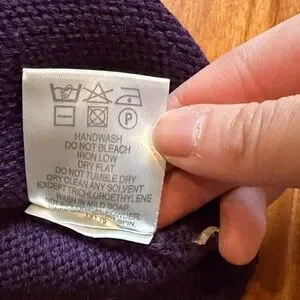 P
HANDWASH
DO NOT BLEACH
IRON LOW
DRY FLAT
DO NOT TUMBLE DRY
DRY CLEAN ANY SOLVENT
EXCEPT TRICHLOROETHYLENE
WASH IN MILD SOAP
SPIN